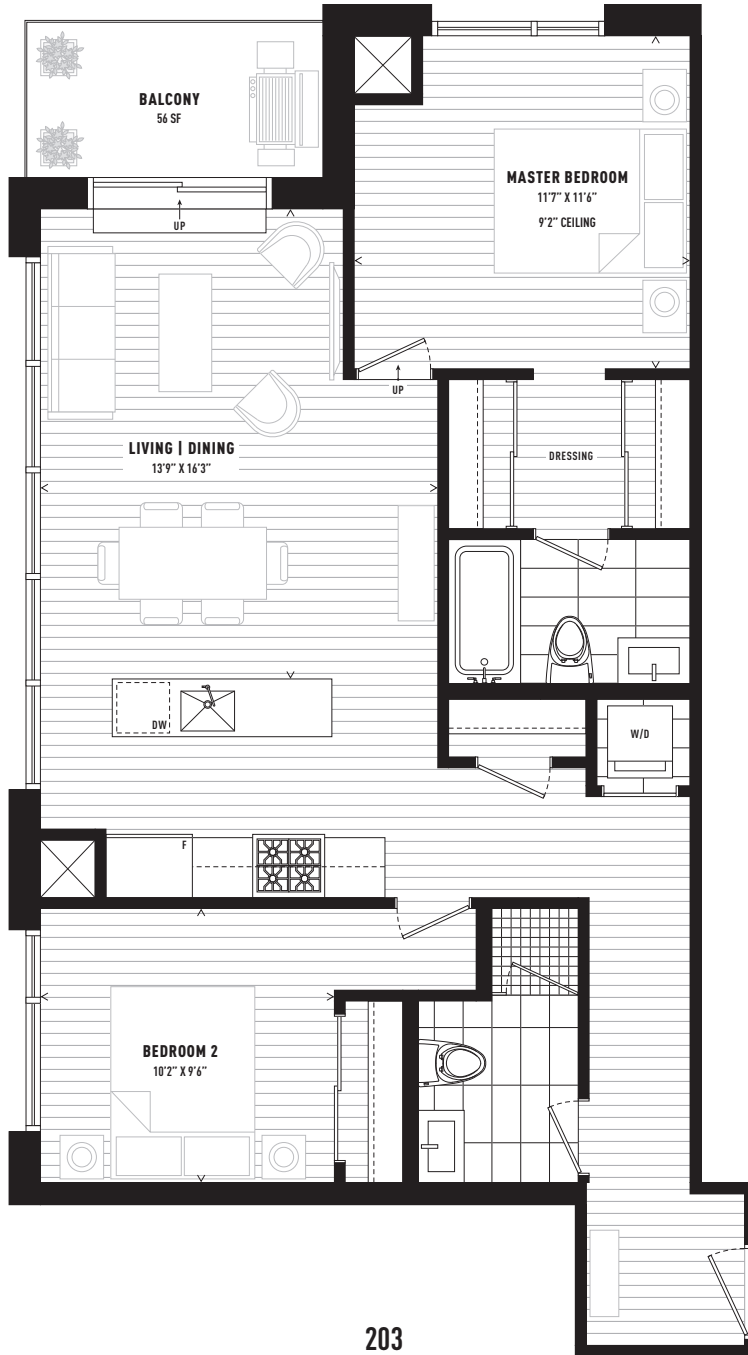 BALCONY
56 SF
UP
MASTER BEDROOM
11'7" X 11'6"
9'2" CEILING
UP
LIVING | DINING
13'9" X 16'3"
DRESSING
DW
W/D
F
BEDROOM 2
10'2" X 9'6"
203